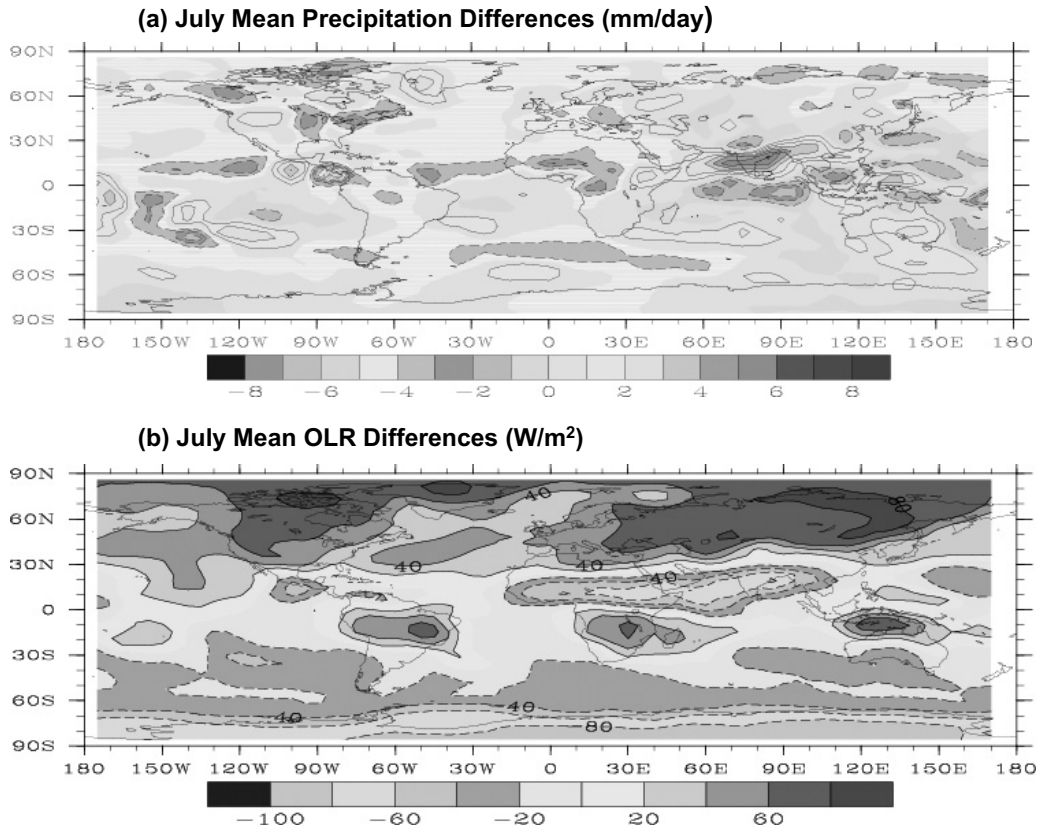 (a) July Mean Precipitation Differences (mm/day)
90N
60N
30N
0
30S
60S
90S
180 150W 120W 90W 60W 30W 0 30E 60E 90E 120E 150E 180
−8 −6 −4 −2 0 2 4 6 8
(b) July Mean OLR Differences (W/m²)
90N
60N
30N
0
30S
60S
90S
40
80
40
40
40
40
40
80
180 150W 120W 90W 60W 30W 0 30E 60E 90E 120E 150E 180
−100 −60 −20 20 60